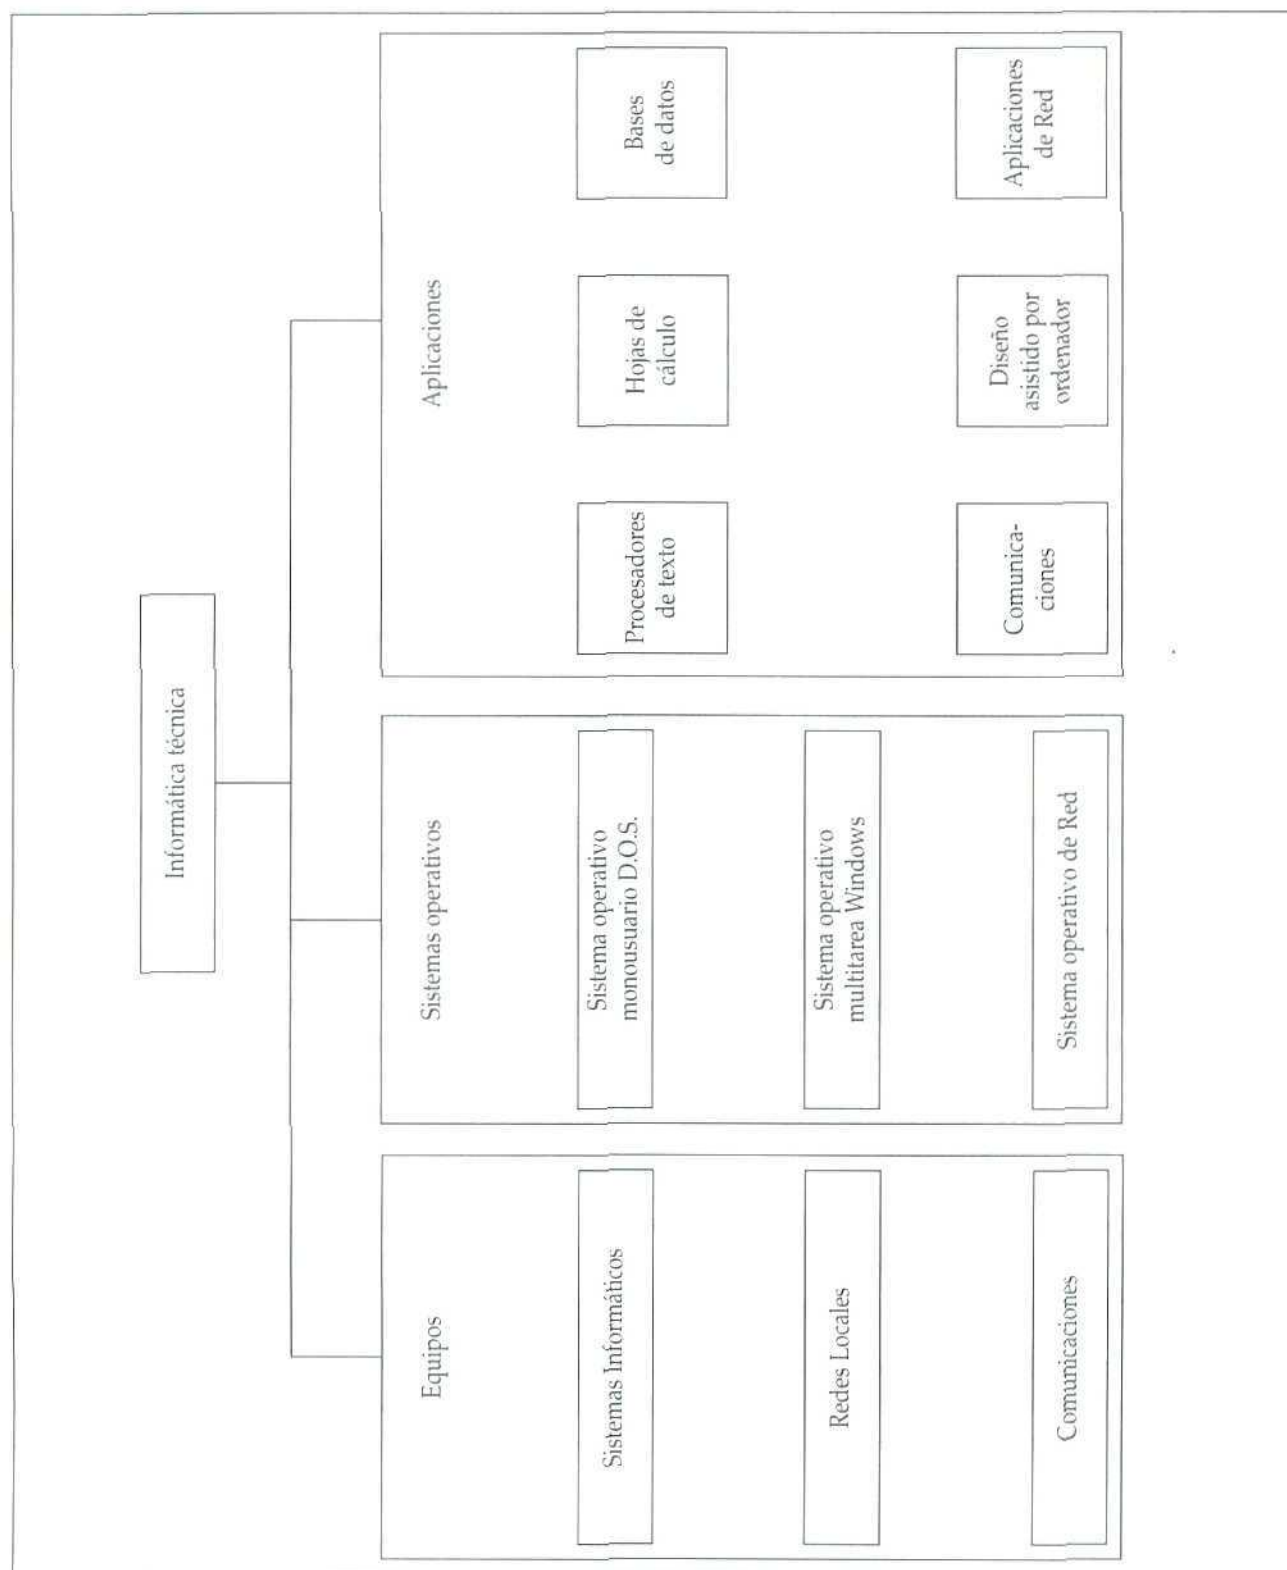 Informática técnica
Equipos
Sistemas Informáticos
Redes Locales
Comunicaciones
Sistemas operativos
Sistema operativo
monousuario D.O.S.
Sistema operativo
multitarea Windows
Sistema operativo de Red
Aplicaciones
Procesadores
de texto
Hojas de
cálculo
Bases
de datos
Comunica-
ciones
Diseño
asistido por
ordenador
Aplicaciones
de Red